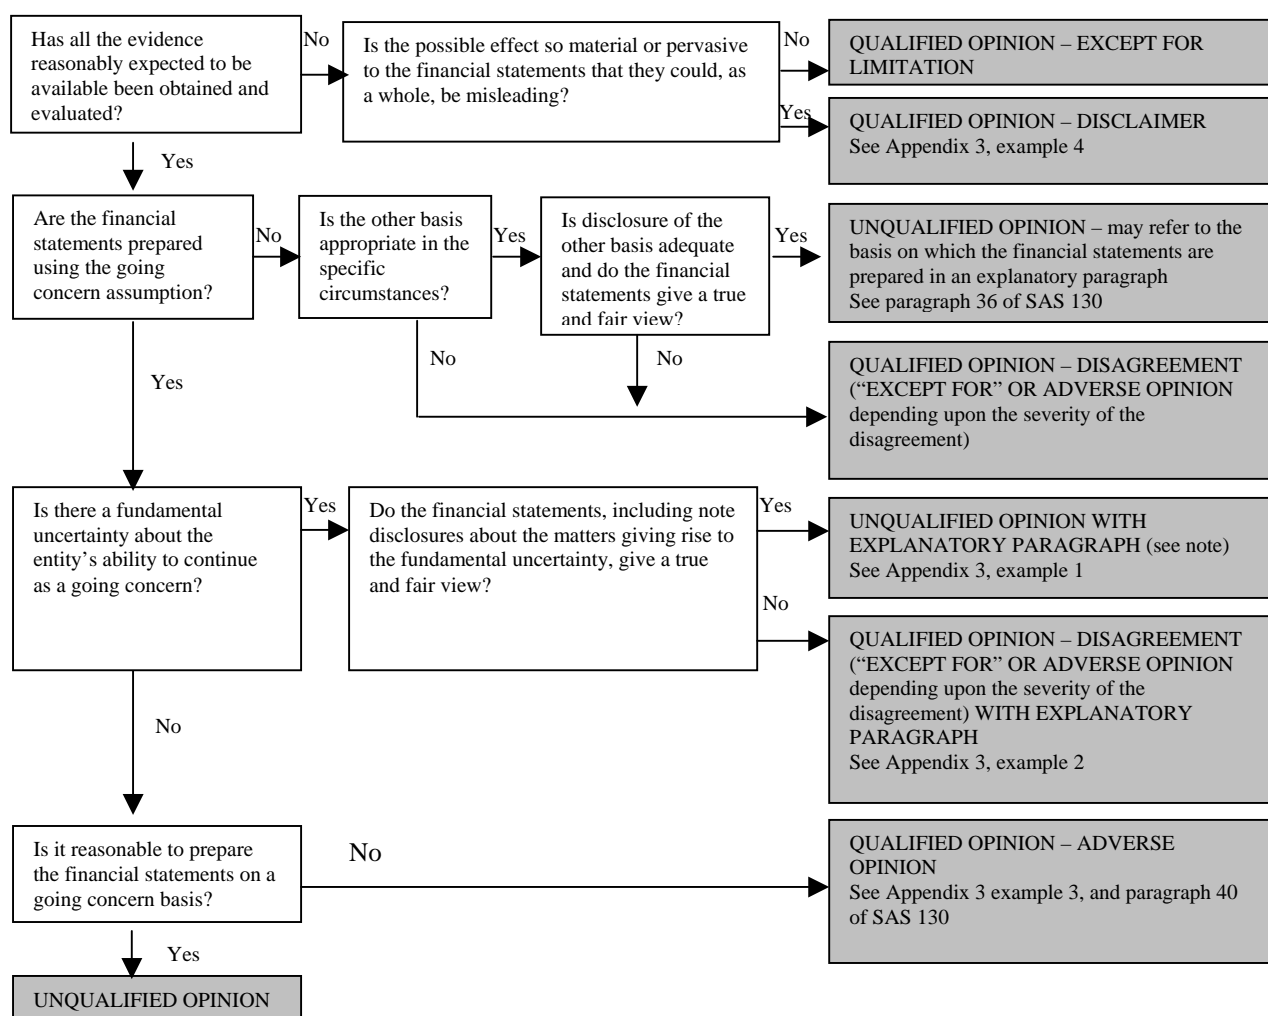 Has all the evidence
reasonably expected to be
available been obtained and
evaluated?
No
Is the possible effect so material or pervasive
to the financial statements that they could, as
a whole, be misleading?
No
QUALIFIED OPINION – EXCEPT FOR
LIMITATION
Yes
QUALIFIED OPINION – DISCLAIMER
See Appendix 3, example 4
Yes
Are the financial
statements prepared
using the going
concern assumption?
No
Is the other basis
appropriate in the
specific
circumstances?
Yes
Is disclosure of the
other basis adequate
and do the financial
statements give a true
and fair view?
Yes
UNQUALIFIED OPINION – may refer to the
basis on which the financial statements are
prepared in an explanatory paragraph
See paragraph 36 of SAS 130
No
No
QUALIFIED OPINION – DISAGREEMENT
(“EXCEPT FOR” OR ADVERSE OPINION
depending upon the severity of the
disagreement)
Yes
Is there a fundamental
uncertainty about the
entity’s ability to continue
as a going concern?
Yes
Do the financial statements, including note
disclosures about the matters giving rise to
the fundamental uncertainty, give a true
and fair view?
Yes
UNQUALIFIED OPINION WITH
EXPLANATORY PARAGRAPH (see note)
See Appendix 3, example 1
No
QUALIFIED OPINION – DISAGREEMENT
(“EXCEPT FOR” OR ADVERSE OPINION
depending upon the severity of the
disagreement) WITH EXPLANATORY
PARAGRAPH
See Appendix 3, example 2
No
Is it reasonable to prepare
the financial statements on a
going concern basis?
No
QUALIFIED OPINION – ADVERSE
OPINION
See Appendix 3 example 3, and paragraph 40
of SAS 130
Yes
UNQUALIFIED OPINION